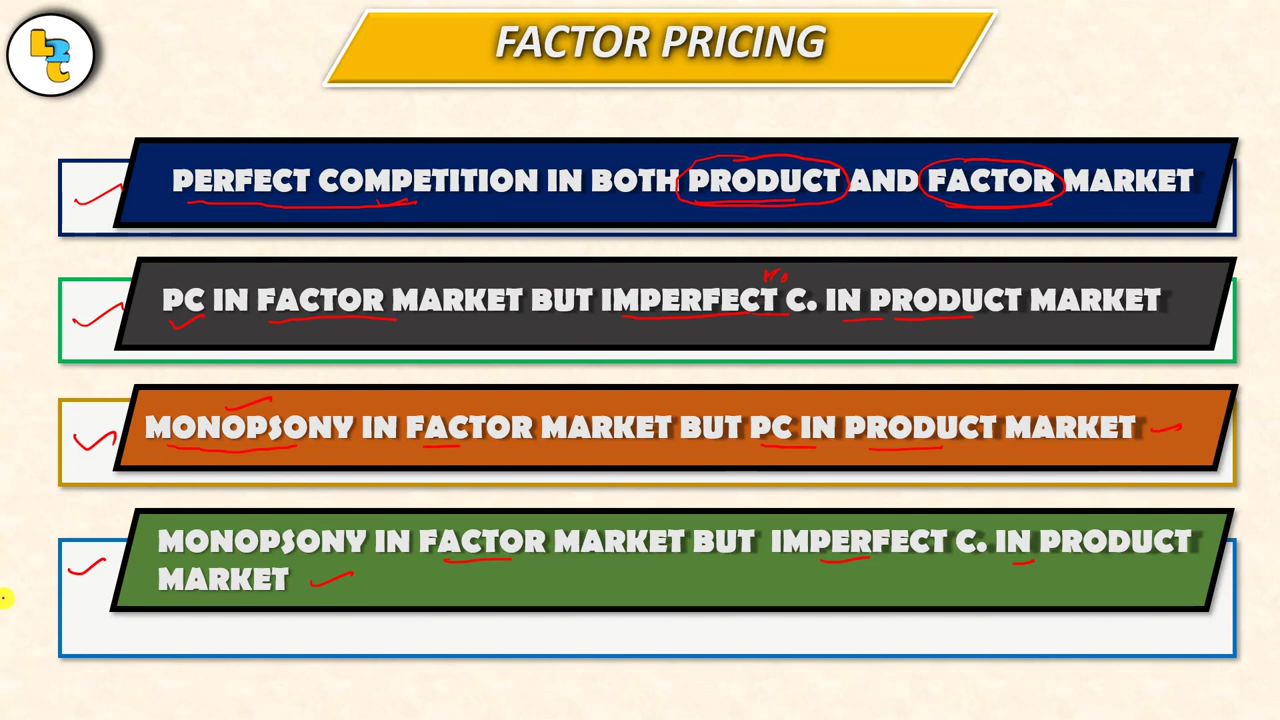 L2C
FACTOR PRICING
PERFECT COMPETITION IN BOTH PRODUCT AND FACTOR MARKET
PC IN FACTOR MARKET BUT IMPERFECT C. IN PRODUCT MARKET
MONOPSONY IN FACTOR MARKET BUT PC IN PRODUCT MARKET
MONOPSONY IN FACTOR MARKET BUT IMPERFECT C. IN PRODUCT
MARKET